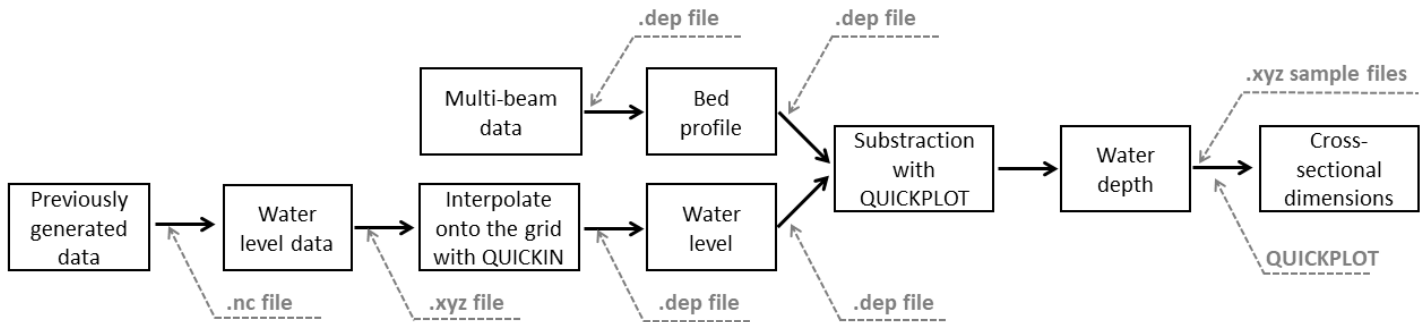 .dep file
.dep file
.xyz sample files
Multi-beam
data
Bed
profile
Substraction
with
QUICKPLOT
Water
depth
Cross-
sectional
dimensions
Previously
generated
data
Water
level data
Interpolate
onto the grid
with QUICKIN
Water
level
QUICKPLOT
.nc file
.xyz file
.dep file
.dep file